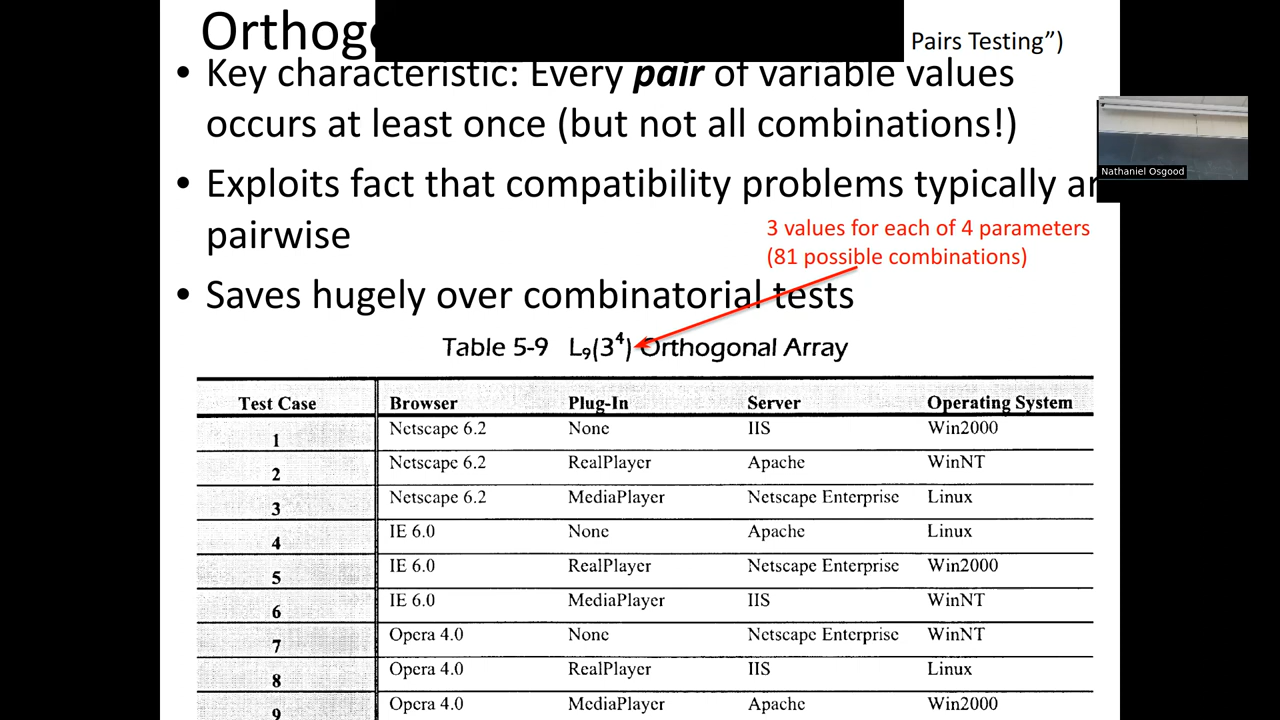 Orthog
Pairs Testing”)
• Key characteristic: Every pair of variable values
occurs at least once (but not all combinations!)
• Exploits fact that compatibility problems typically
pairwise
3 values for each of 4 parameters
(81 possible combinations)
• Saves hugely over combinatorial tests
Table 5-9 L₉(3⁴) Orthogonal Array
Test Case Browser Plug-In Server Operating System
1 Netscape 6.2 None IIS Win2000
2 Netscape 6.2 RealPlayer Apache WinNT
3 Netscape 6.2 MediaPlayer Netscape Enterprise Linux
4 IE 6.0 None Apache Linux
5 IE 6.0 RealPlayer Netscape Enterprise Win2000
6 IE 6.0 MediaPlayer IIS WinNT
7 Opera 4.0 None Netscape Enterprise WinNT
8 Opera 4.0 RealPlayer IIS Linux
9 Opera 4.0 MediaPlayer Apache Win2000
Nathaniel Osgood